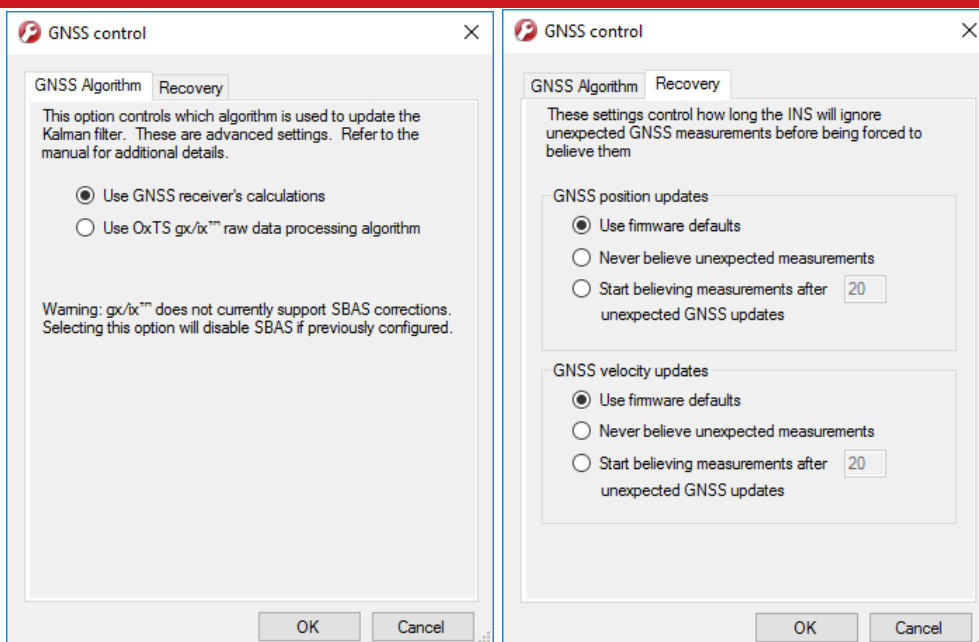 GNSS control
GNSS Algorithm
Recovery
This option controls which algorithm is used to update the
Kalman filter. These are advanced settings. Refer to the
manual for additional details.
Use GNSS receiver's calculations
Use OxTS gx/ix™ raw data processing algorithm
Warning: gx/ix™ does not currently support SBAS corrections.
Selecting this option will disable SBAS if previously configured.
OK
Cancel
GNSS control
GNSS Algorithm
Recovery
These settings control how long the INS will ignore
unexpected GNSS measurements before being forced to
believe them
GNSS position updates
Use firmware defaults
Never believe unexpected measurements
Start believing measurements after 20
unexpected GNSS updates
GNSS velocity updates
Use firmware defaults
Never believe unexpected measurements
Start believing measurements after 20
unexpected GNSS updates
OK
Cancel